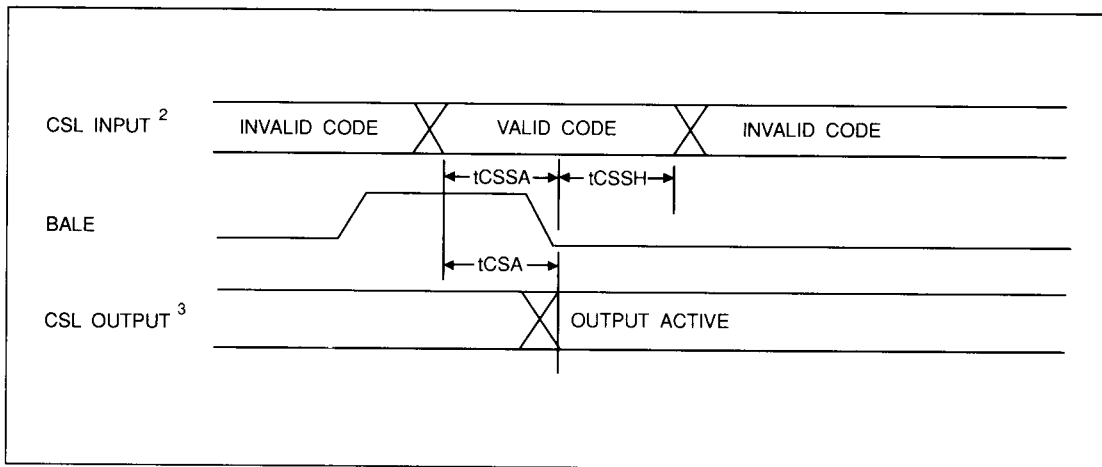 CSL INPUT 2
INVALID CODE
VALID CODE
INVALID CODE
tCSSA
tCSSH
BALE
tCSA
CSL OUTPUT 3
OUTPUT ACTIVE